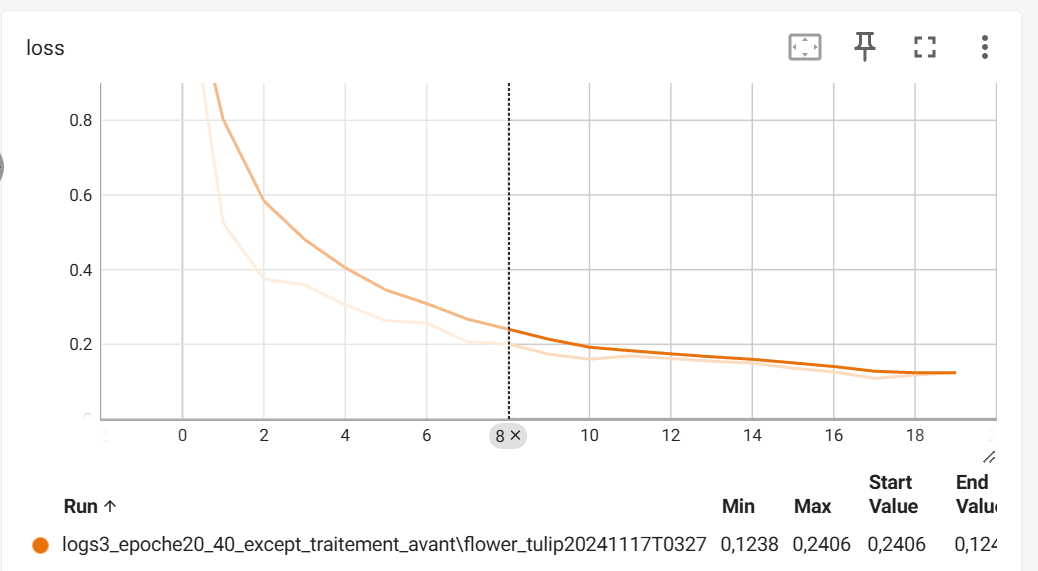 loss
0.8
0.6
0.4
0.2
0
0 2 4 6 8 × 10 12 14 16 18
Run ↑ Min Max Start Value End Valu
logs3_epoche20_40_except_traitement_avant\flower_tulip20241117T0327 0,1238 0,2406 0,2406 0,124